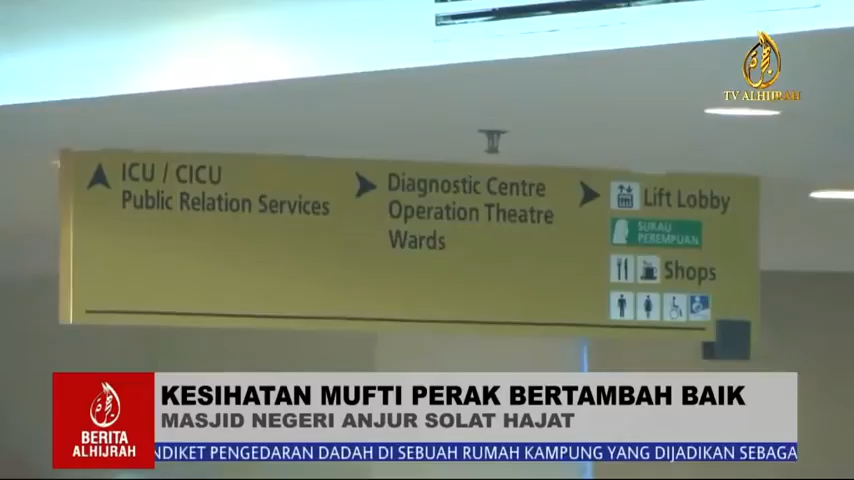 TV ALHIJRAH
ICU / CICU
Public Relation Services
Diagnostic Centre
Operation Theatre
Wards
Lift Lobby
SURAU
PEREMPUAN
Shops
BERITA
ALHIJRAH
KESIHATAN MUFTI PERAK BERTAMBAH BAIK
MASJID NEGERI ANJUR SOLAT HAJAT
NDIKET PENGEDARAN DADAH DI SEBUAH RUMAH KAMPUNG YANG DIJADIKAN SEBAGA